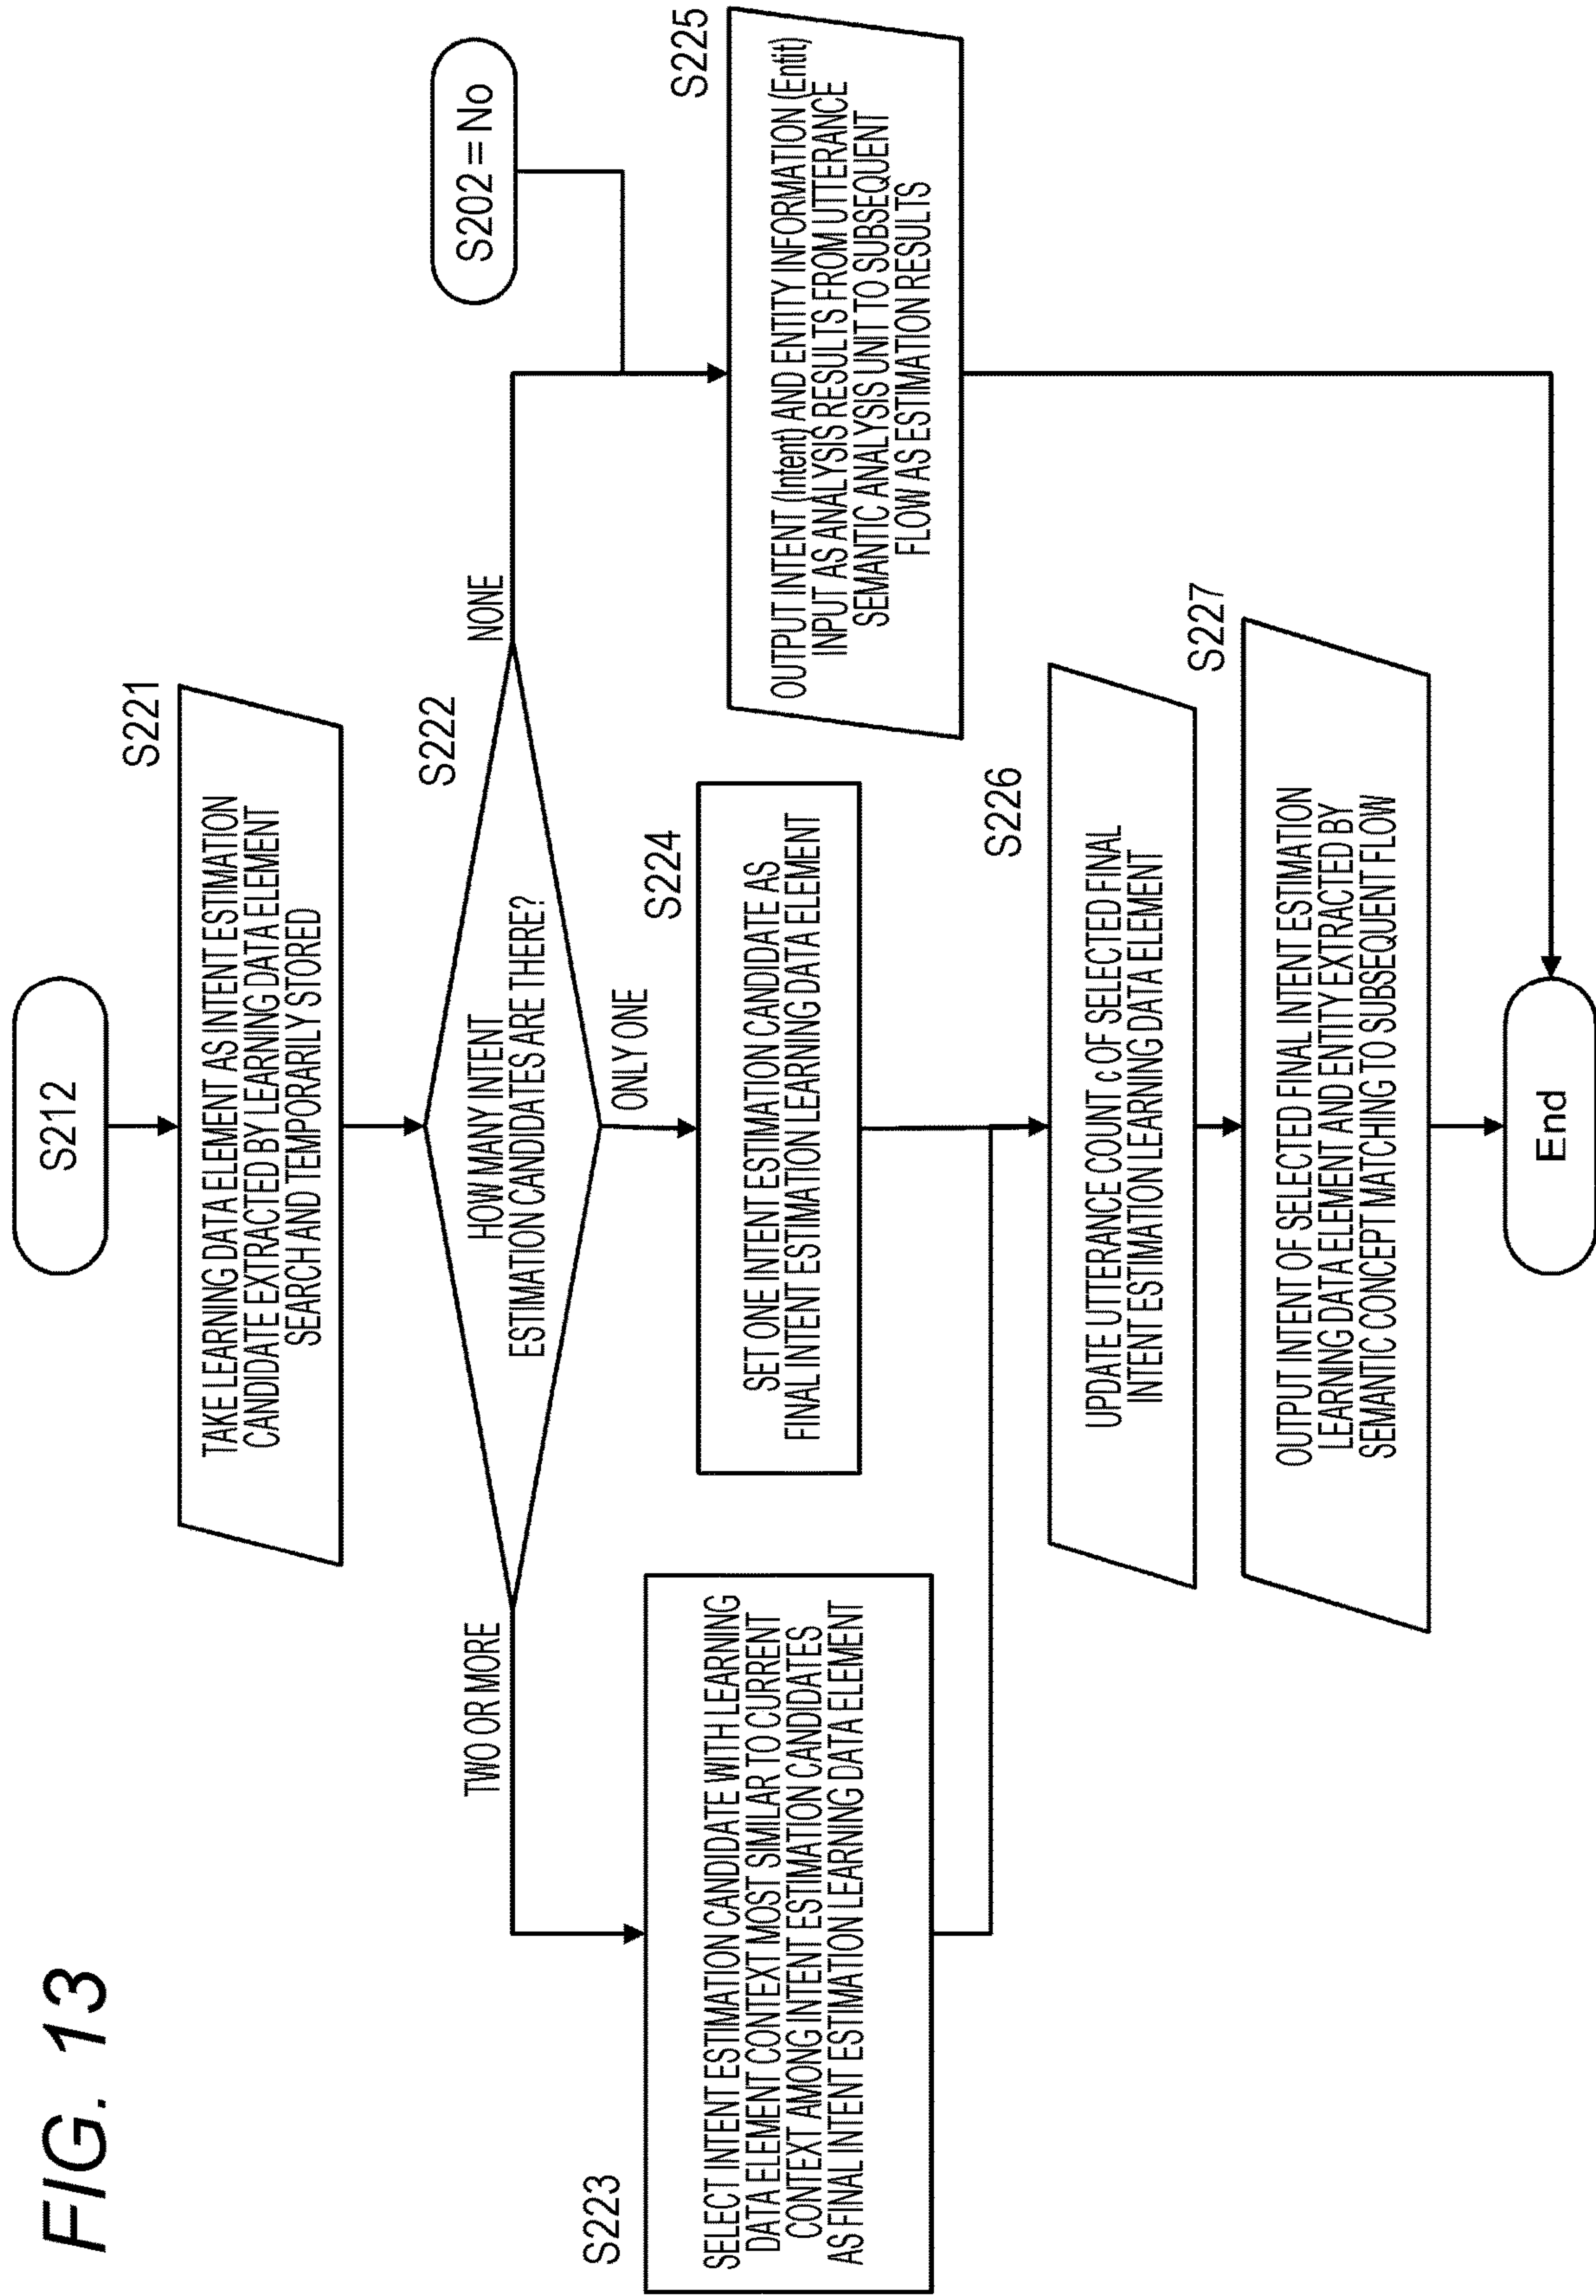 FIG. 13
S212
S221
TAKE LEARNING DATA ELEMENT AS INTENT ESTIMATION
CANDIDATE EXTRACTED BY LEARNING DATA ELEMENT
SEARCH AND TEMPORARILY STORED
S222
HOW MANY INTENT
ESTIMATION CANDIDATES ARE THERE?
TWO OR MORE
ONLY ONE
NONE
S202 = No
S223
SELECT INTENT ESTIMATION CANDIDATE WITH LEARNING
DATA ELEMENT CONTEXT MOST SIMILAR TO CURRENT
CONTEXT AMONG INTENT ESTIMATION CANDIDATES
AS FINAL INTENT ESTIMATION LEARNING DATA ELEMENT
S224
SET ONE INTENT ESTIMATION CANDIDATE AS
FINAL INTENT ESTIMATION LEARNING DATA ELEMENT
S225
OUTPUT INTENT (Intent) AND ENTITY INFORMATION (Entit)
INPUT AS ANALYSIS RESULTS FROM UTTERANCE
SEMANTIC ANALYSIS UNIT TO SUBSEQUENT
FLOW AS ESTIMATION RESULTS
S226
UPDATE UTTERANCE COUNT c OF SELECTED FINAL
INTENT ESTIMATION LEARNING DATA ELEMENT
S227
OUTPUT INTENT OF SELECTED FINAL INTENT ESTIMATION
LEARNING DATA ELEMENT AND ENTITY EXTRACTED BY
SEMANTIC CONCEPT MATCHING TO SUBSEQUENT FLOW
End